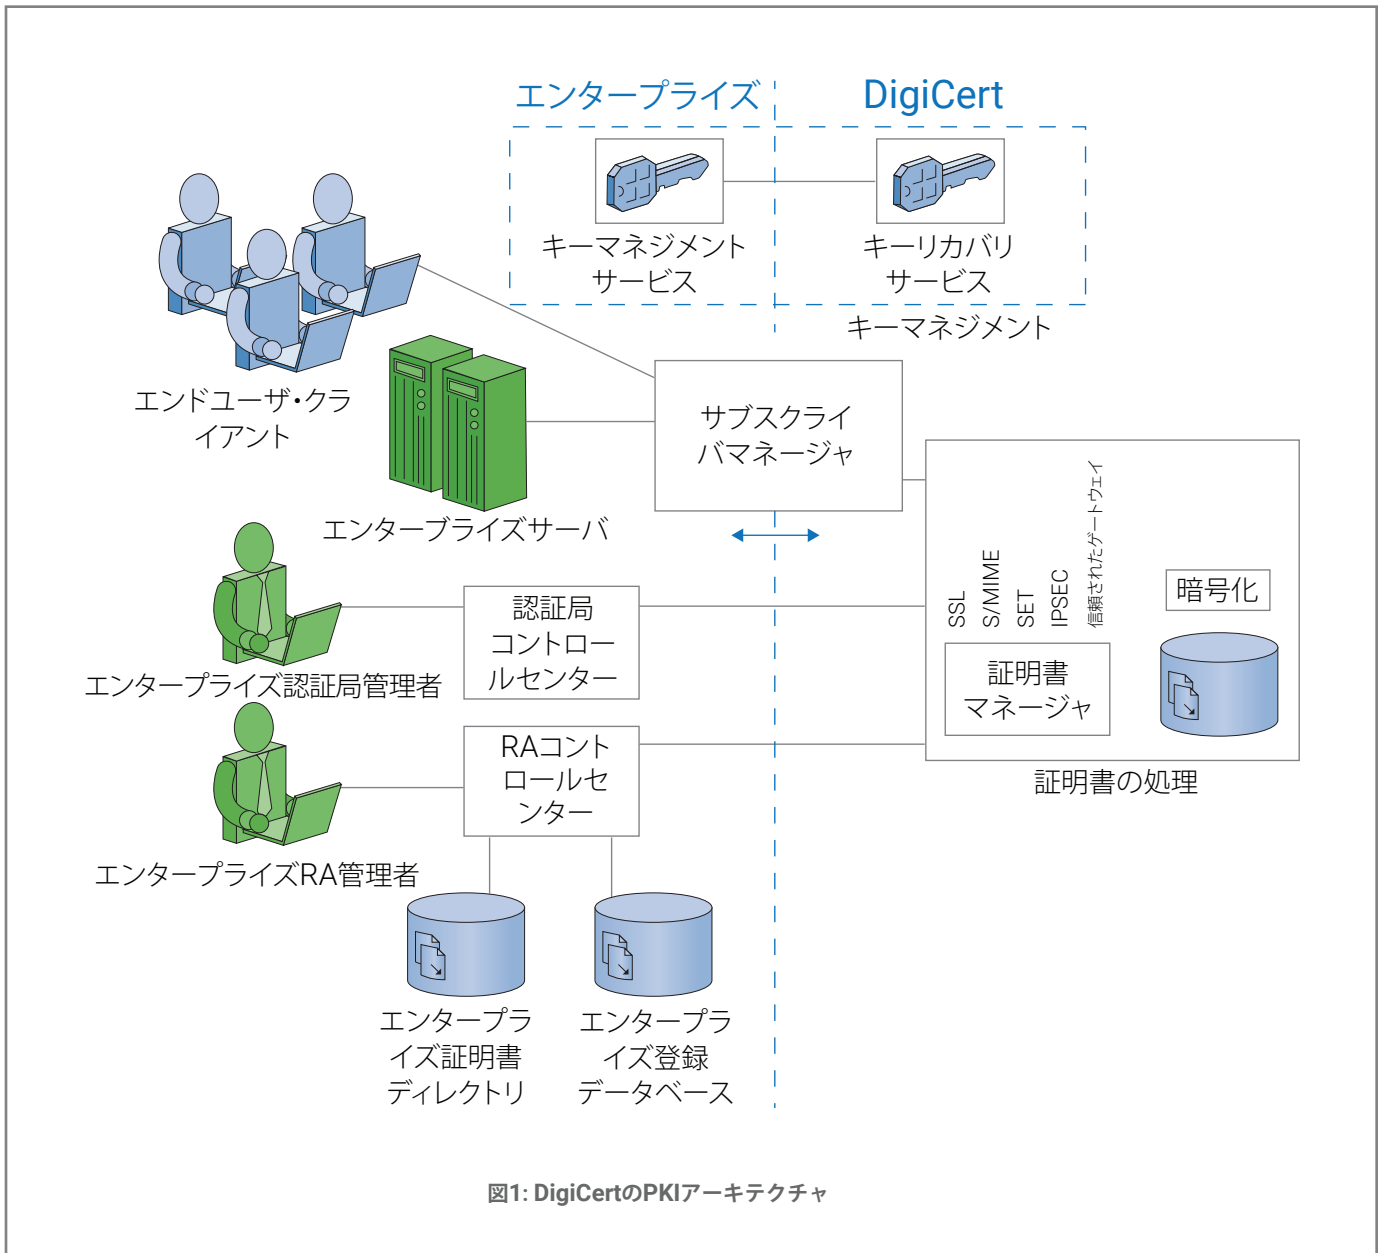 エンタープライズ
DigiCert
キーマネジメント
サービス
キーリカバリ
サービス
キーマネジメント
エンドユーザ・クラ
イアント
サブスクライ
バマネージャ
エンターブライズサーバ
SSL
S/MIME
SET
IPSEC
信頼されたゲートウェイ
暗号化
証明書
マネージャ
証明書の処理
認証局
コントロー
ルセンター
エンタープライズ認証局管理者
RAコント
ロールセ
ンター
エンタープライズRA管理者
エンタープラ
イズ証明書
ディレクトリ
エンタープラ
イズ登録
データベース
図1: DigiCertのPKIアーキテクチャ